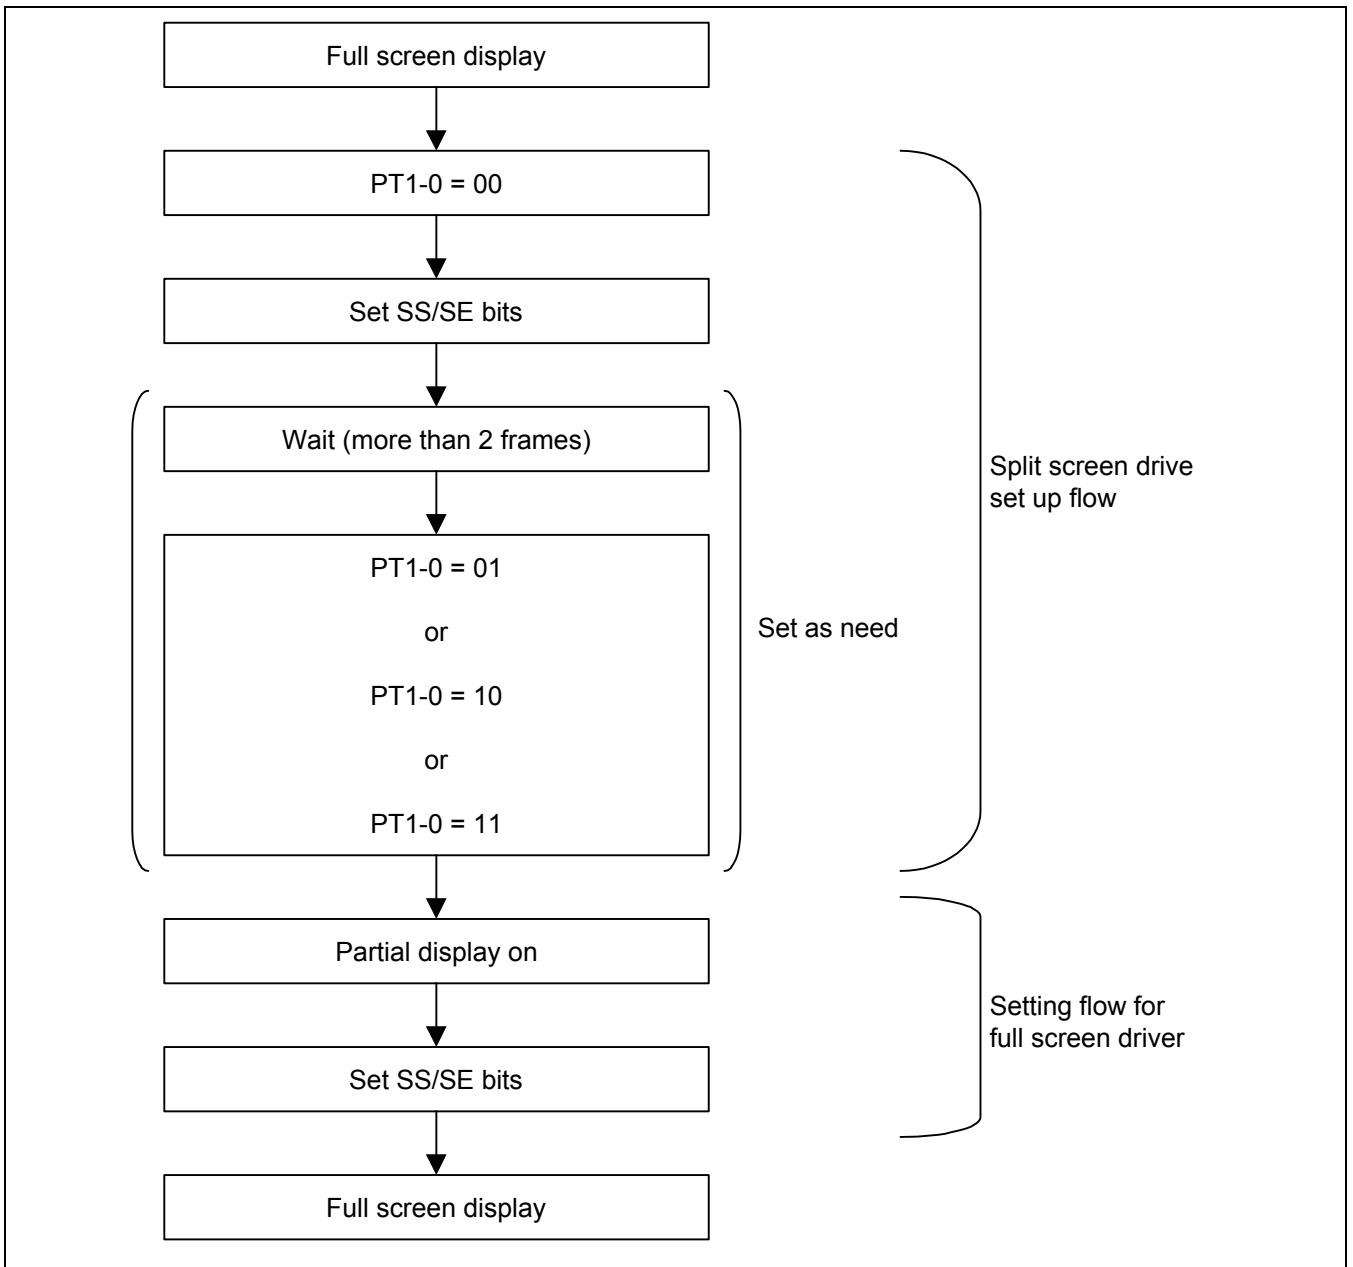 Full screen display
PT1-0 = 00
Set SS/SE bits
Wait (more than 2 frames)
PT1-0 = 01
or
PT1-0 = 10
or
PT1-0 = 11
Set as need
Split screen drive
set up flow
Partial display on
Set SS/SE bits
Setting flow for
full screen driver
Full screen display